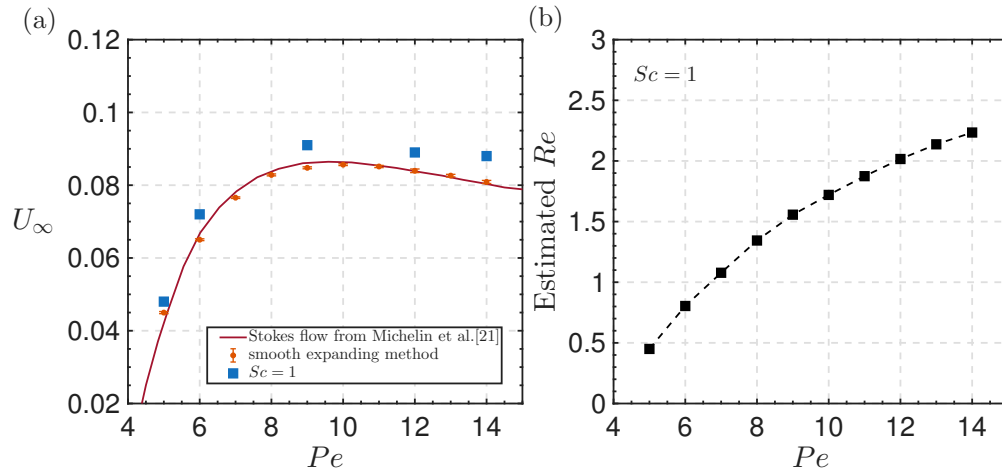 (a)
0.12
0.1
0.08
0.06
0.04
0.02
U∞
4 6 8 10 12 14
Pe
Stokes flow from Michelin et al.[21]
smooth expanding method
Sc = 1
(b)
3
2.5
2
1.5
1
0.5
0
Estimated Re
Sc = 1
4 6 8 10 12 14
Pe